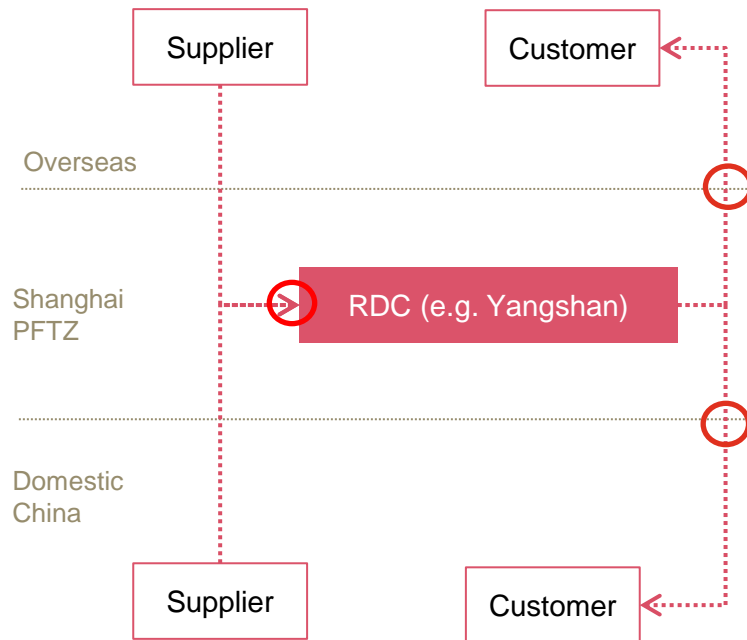 Supplier
Customer
Overseas
Shanghai
PFTZ
RDC (e.g. Yangshan)
Domestic
China
Supplier
Customer